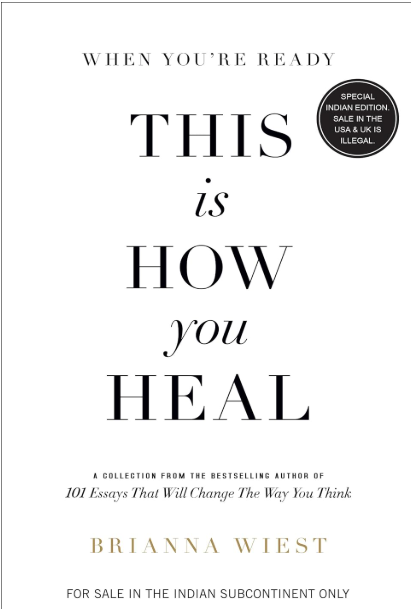 WHEN YOU'RE READY
SPECIAL
INDIAN EDITION.
SALE IN THE
USA & UK IS
ILLEGAL.
THIS
is
HOW
you
HEAL
A COLLECTION FROM THE BESTSELLING AUTHOR OF
101 Essays That Will Change The Way You Think
BRIANNA WIEST
FOR SALE IN THE INDIAN SUBCONTINENT ONLY